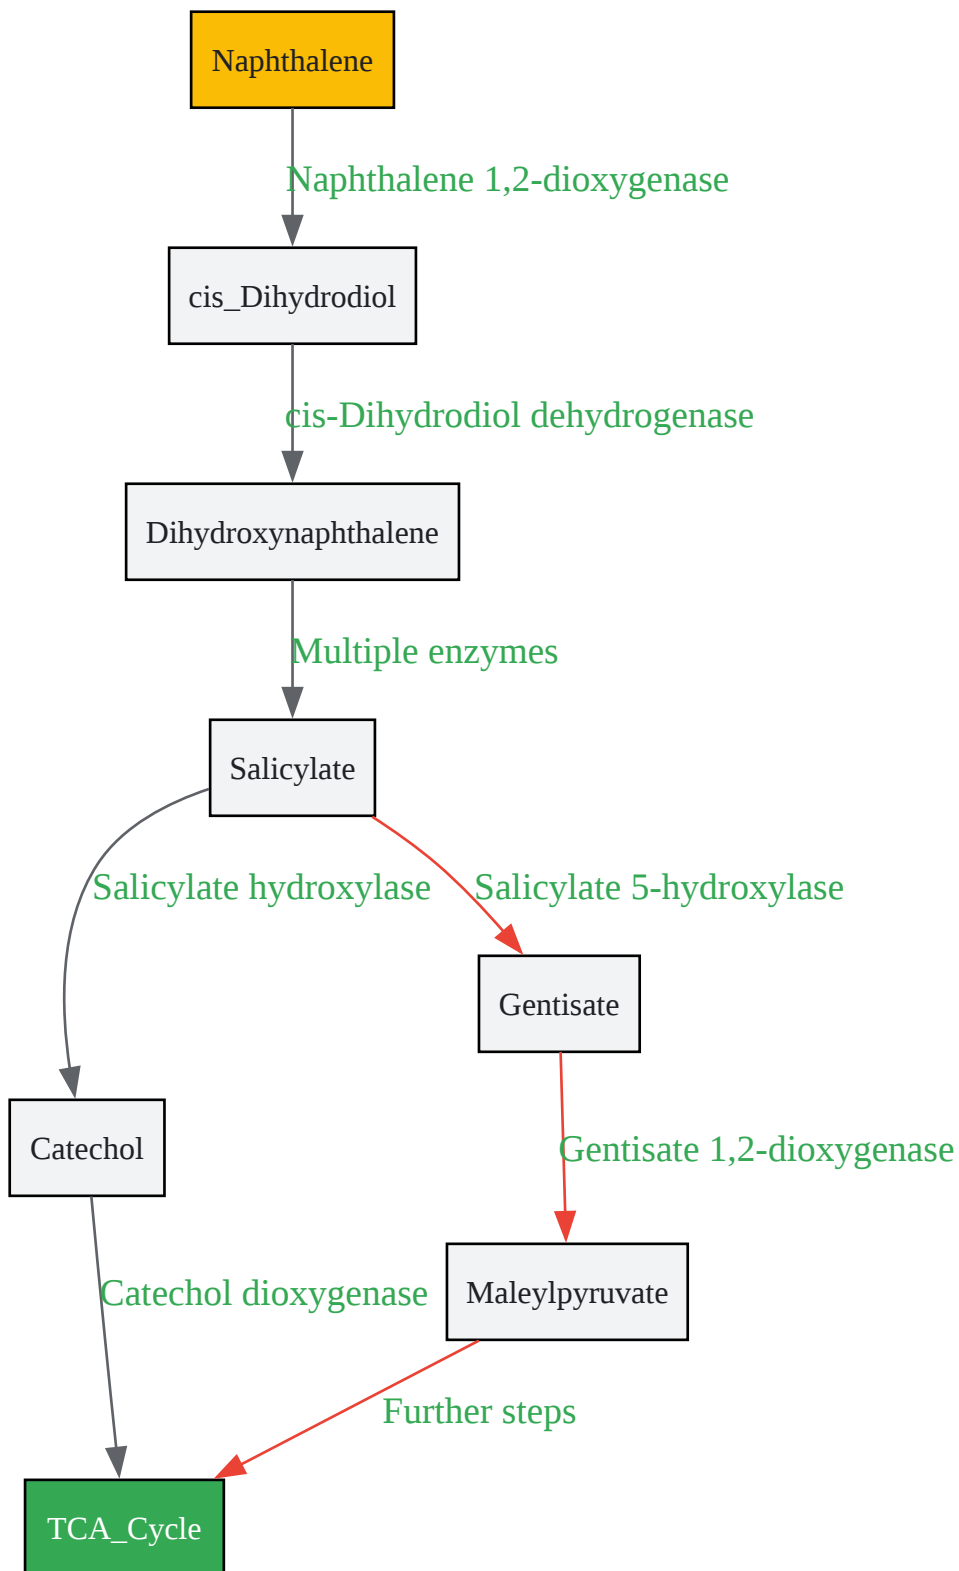 Naphthalene
Naphthalene 1,2-dioxygenase
cis_Dihydrodiol
cis-Dihydrodiol dehydrogenase
Dihydroxynaphthalene
Multiple enzymes
Salicylate
Salicylate hydroxylase
Salicylate 5-hydroxylase
Gentisate
Catechol
Gentisate 1,2-dioxygenase
Catechol dioxygenase
Maleylpyruvate
Further steps
TCA_Cycle